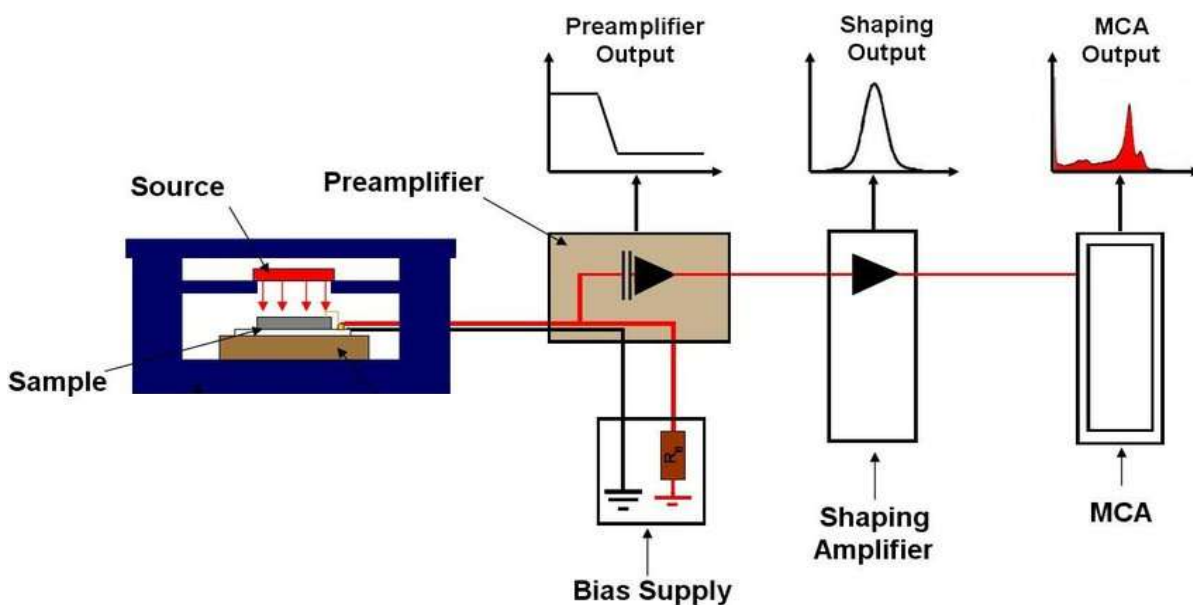 Preamplifier
Output
Shaping
Output
MCA
Output
Source
Preamplifier
Sample
R
Shaping
Amplifier
MCA
Bias Supply